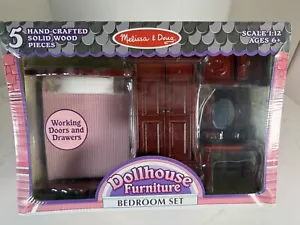 5
HAND-CRAFTED
SOLID WOOD
PIECES
Melissa & Doug
SCALE 1:12
AGES 6+
Working
Doors and
Drawers
Dollhouse
Furniture
BEDROOM SET